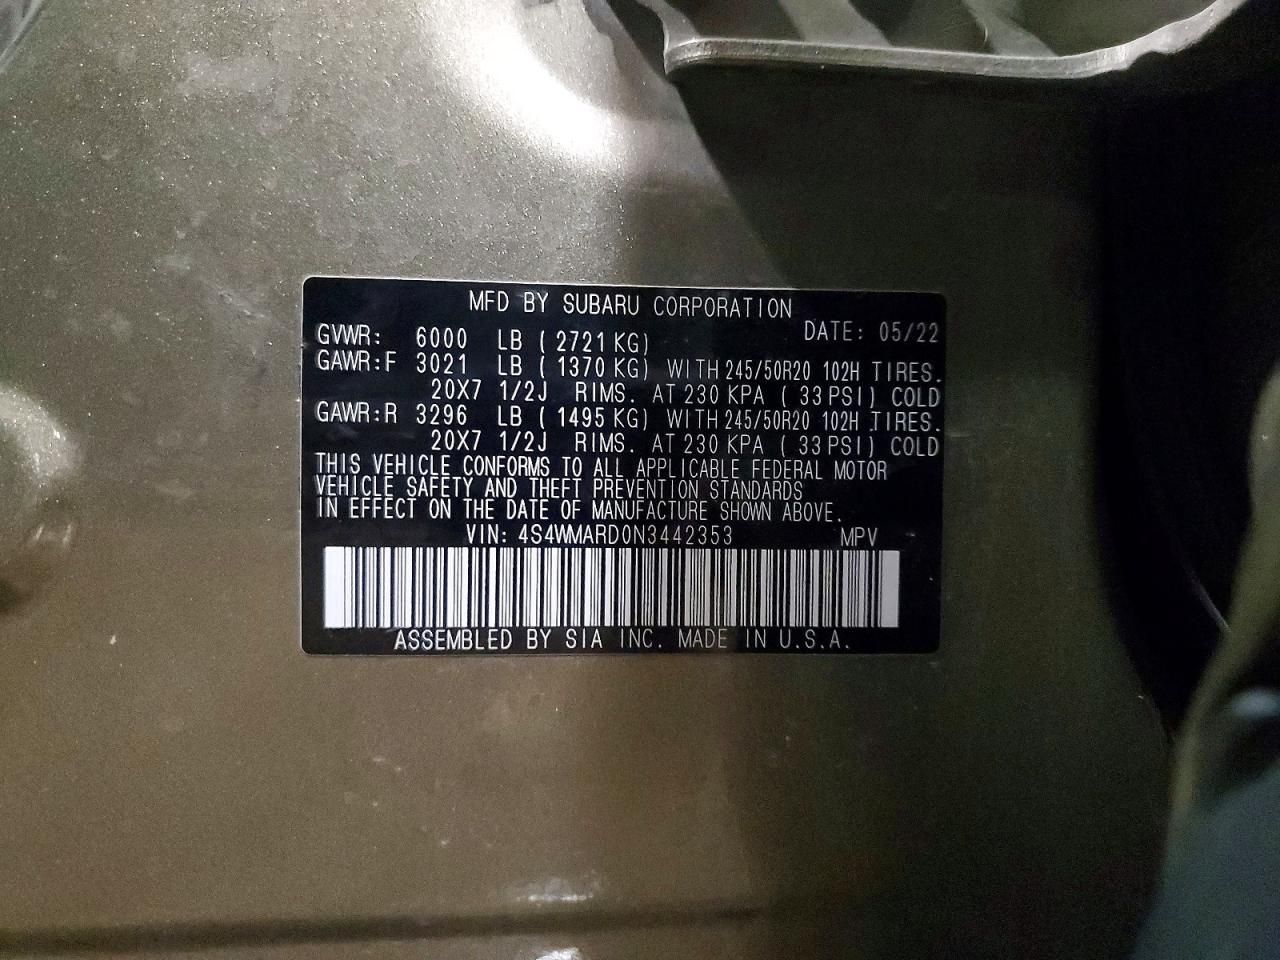 MFD BY SUBARU CORPORATION
GVWR: 6000 LB ( 2721 KG) DATE: 05/22
GAWR:F 3021 LB ( 1370 KG) WITH 245/50R20 102H TIRES.
20X7 1/2J RIMS. AT 230 KPA ( 33 PSI) COLD
GAWR:R 3296 LB ( 1495 KG) WITH 245/50R20 102H TIRES.
20X7 1/2J RIMS. AT 230 KPA ( 33 PSI) COLD
THIS VEHICLE CONFORMS TO ALL APPLICABLE FEDERAL MOTOR
VEHICLE SAFETY AND THEFT PREVENTION STANDARDS
IN EFFECT ON THE DATE OF MANUFACTURE SHOWN ABOVE.
VIN: 4S4WMARD0N3442353 MPV
ASSEMBLED BY SIA INC. MADE IN U.S.A.